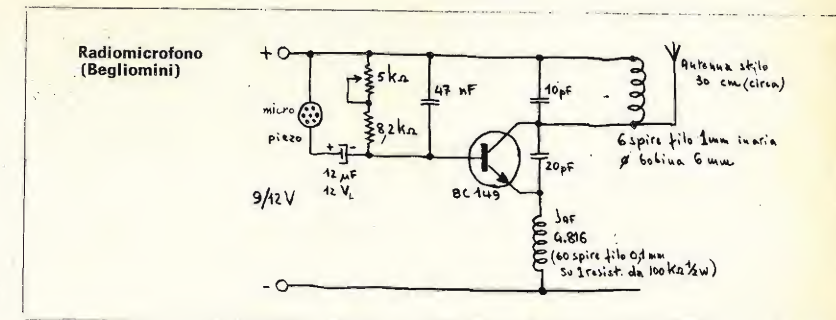 Radiomicrofono
(Begliomini)
+
5kΩ
47 nF
10pF
Antenna stilo
30 cm (circa)
micro
piezo
8,2kΩ
+ -
12 µF
12 VL
BC 149
20pF
6 spire filo 1mm in aria
ø bobina 6 mm
9/12V
JAF
G.816
(60 spire filo 0,1 mm
su 1 resist. da 100 kΩ ½w)
-